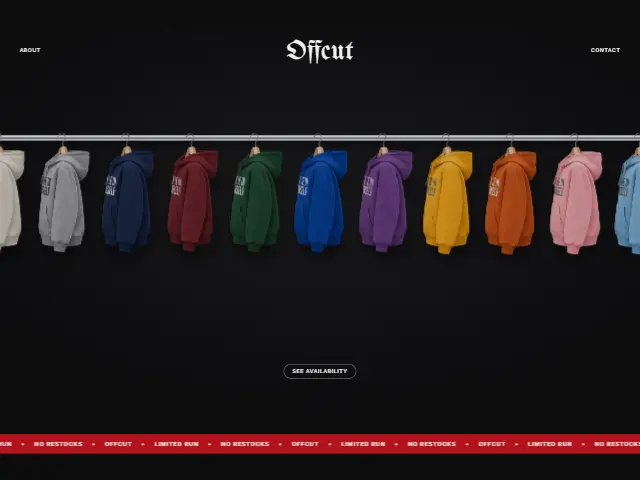 ABOUT
Offcut
CONTACT
SEE AVAILABILITY
RUN • NO RESTOCKS • OFFCUT • LIMITED RUN • NO RESTOCKS • OFFCUT • LIMITED RUN • NO RESTOCKS • OFFCUT • LIMITED RUN • NO RESTOCKS